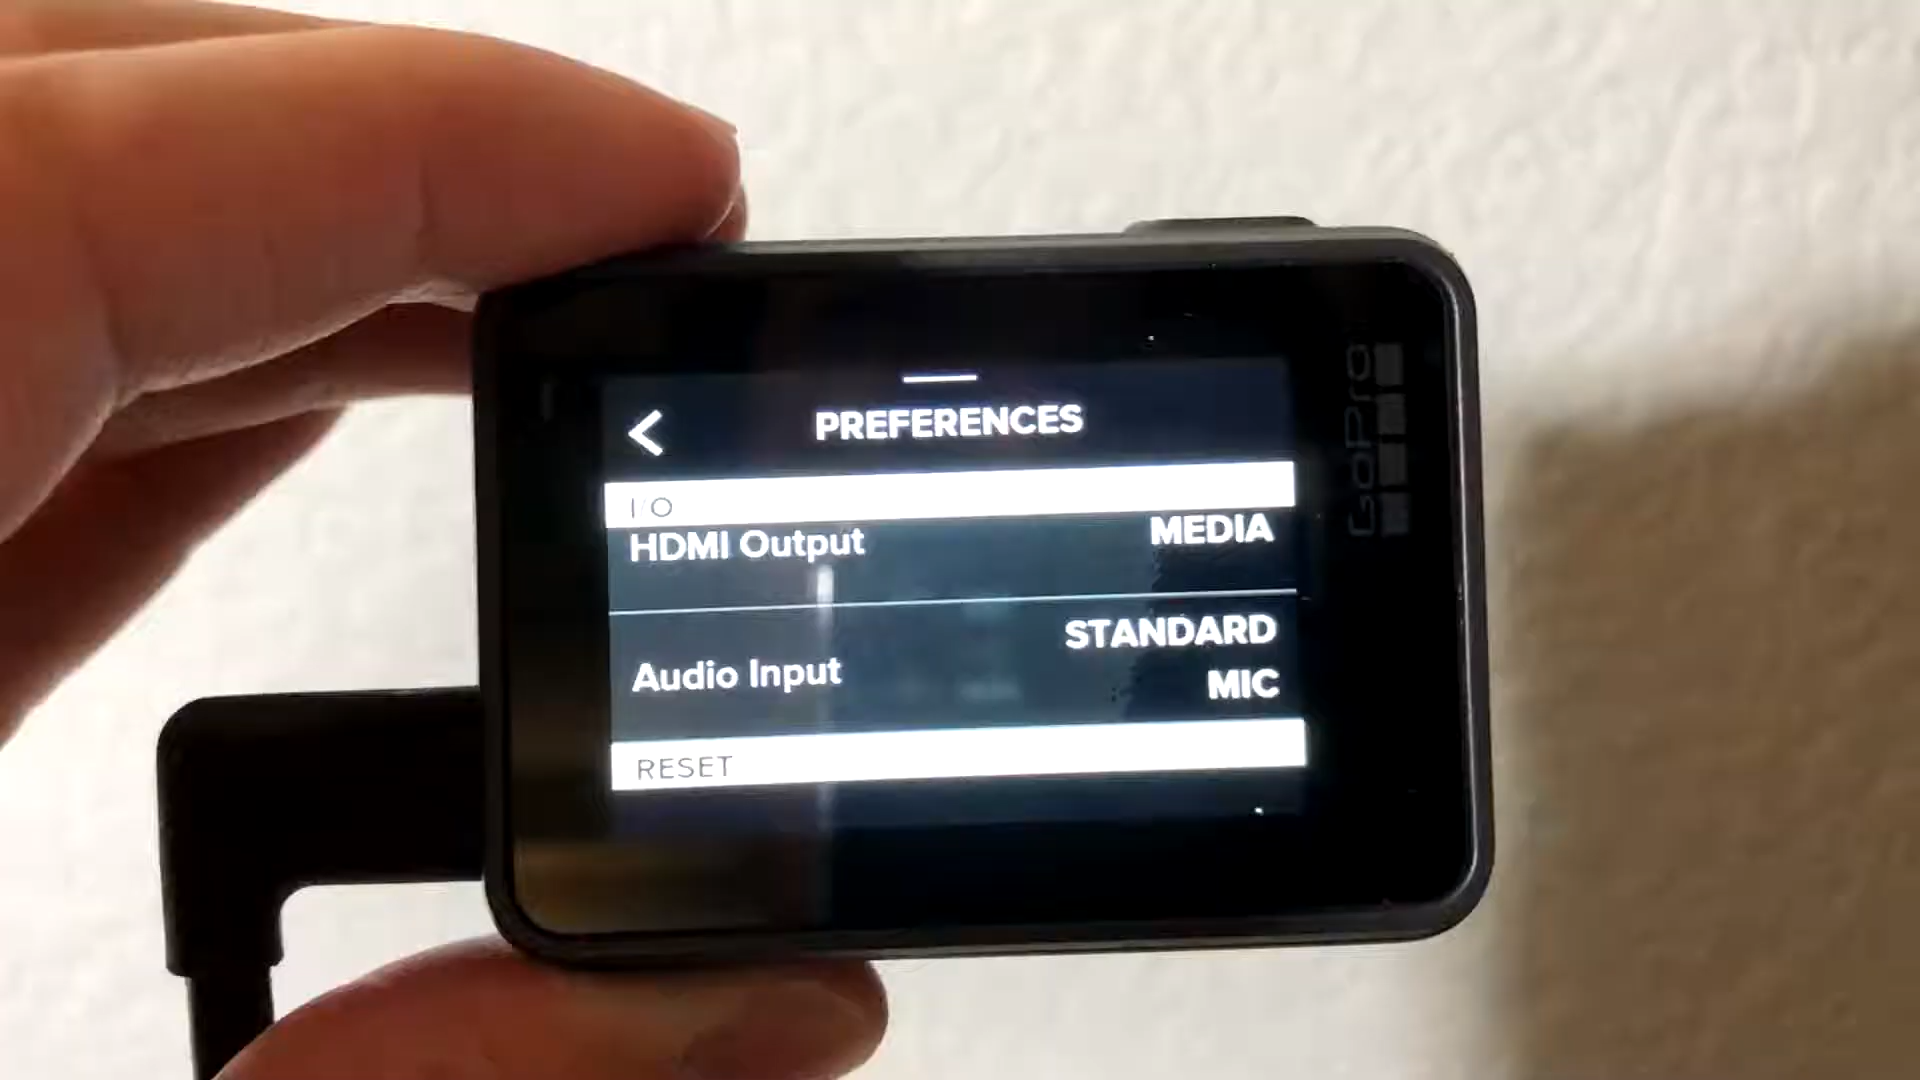 PREFERENCES
I/O
HDMI Output MEDIA
Audio Input STANDARD MIC
RESET
GoPro